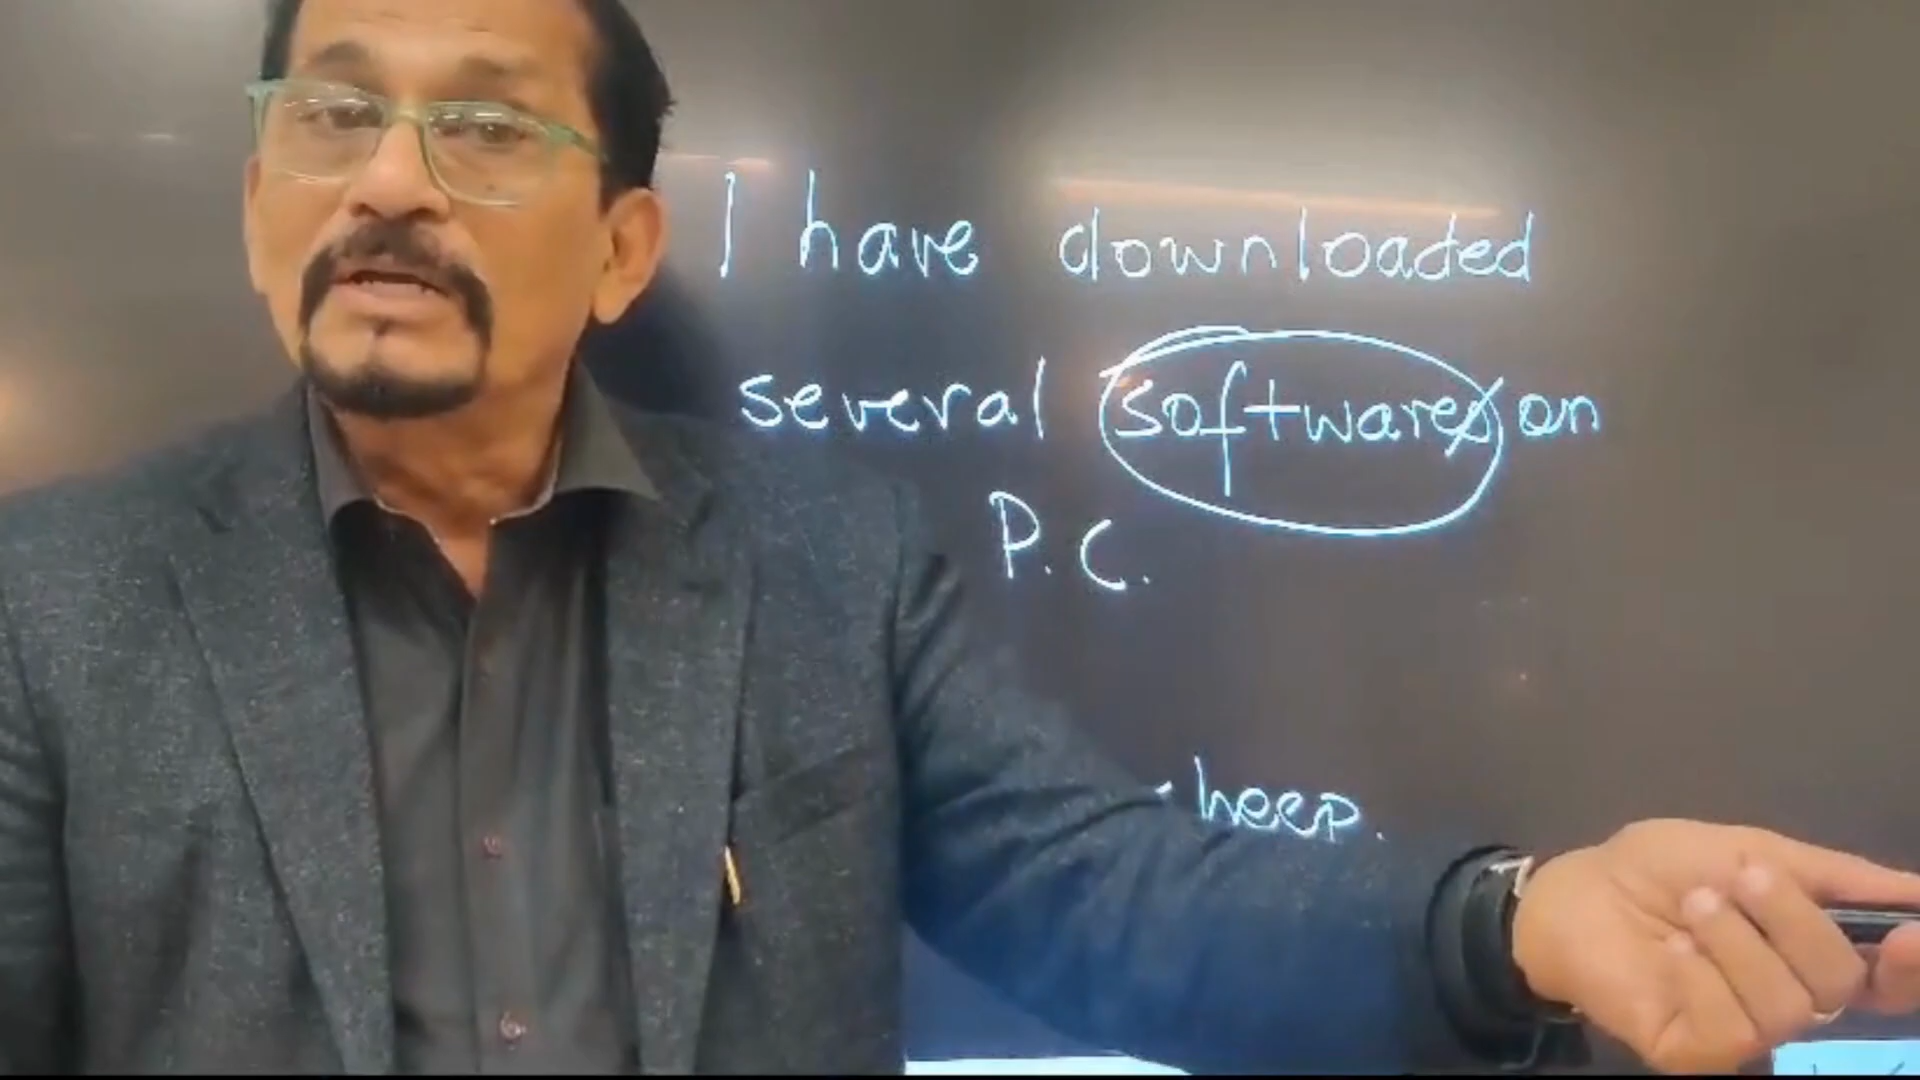 I have downloaded
several softwares on
P.C.
heep.